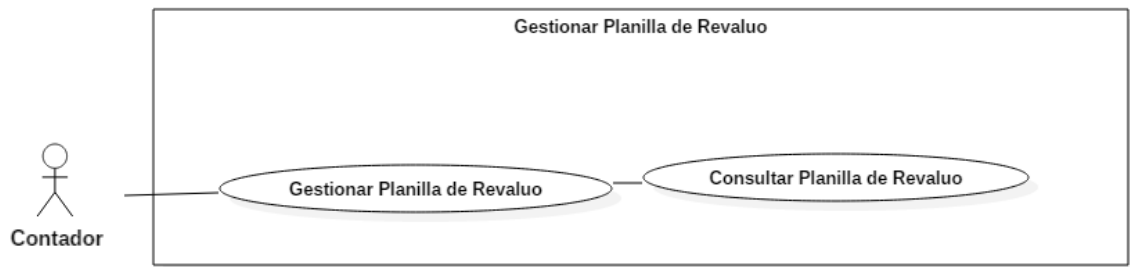 Gestionar Planilla de Revaluo
Consultar Planilla de Revaluo
Gestionar Planilla de Revaluo
Contador